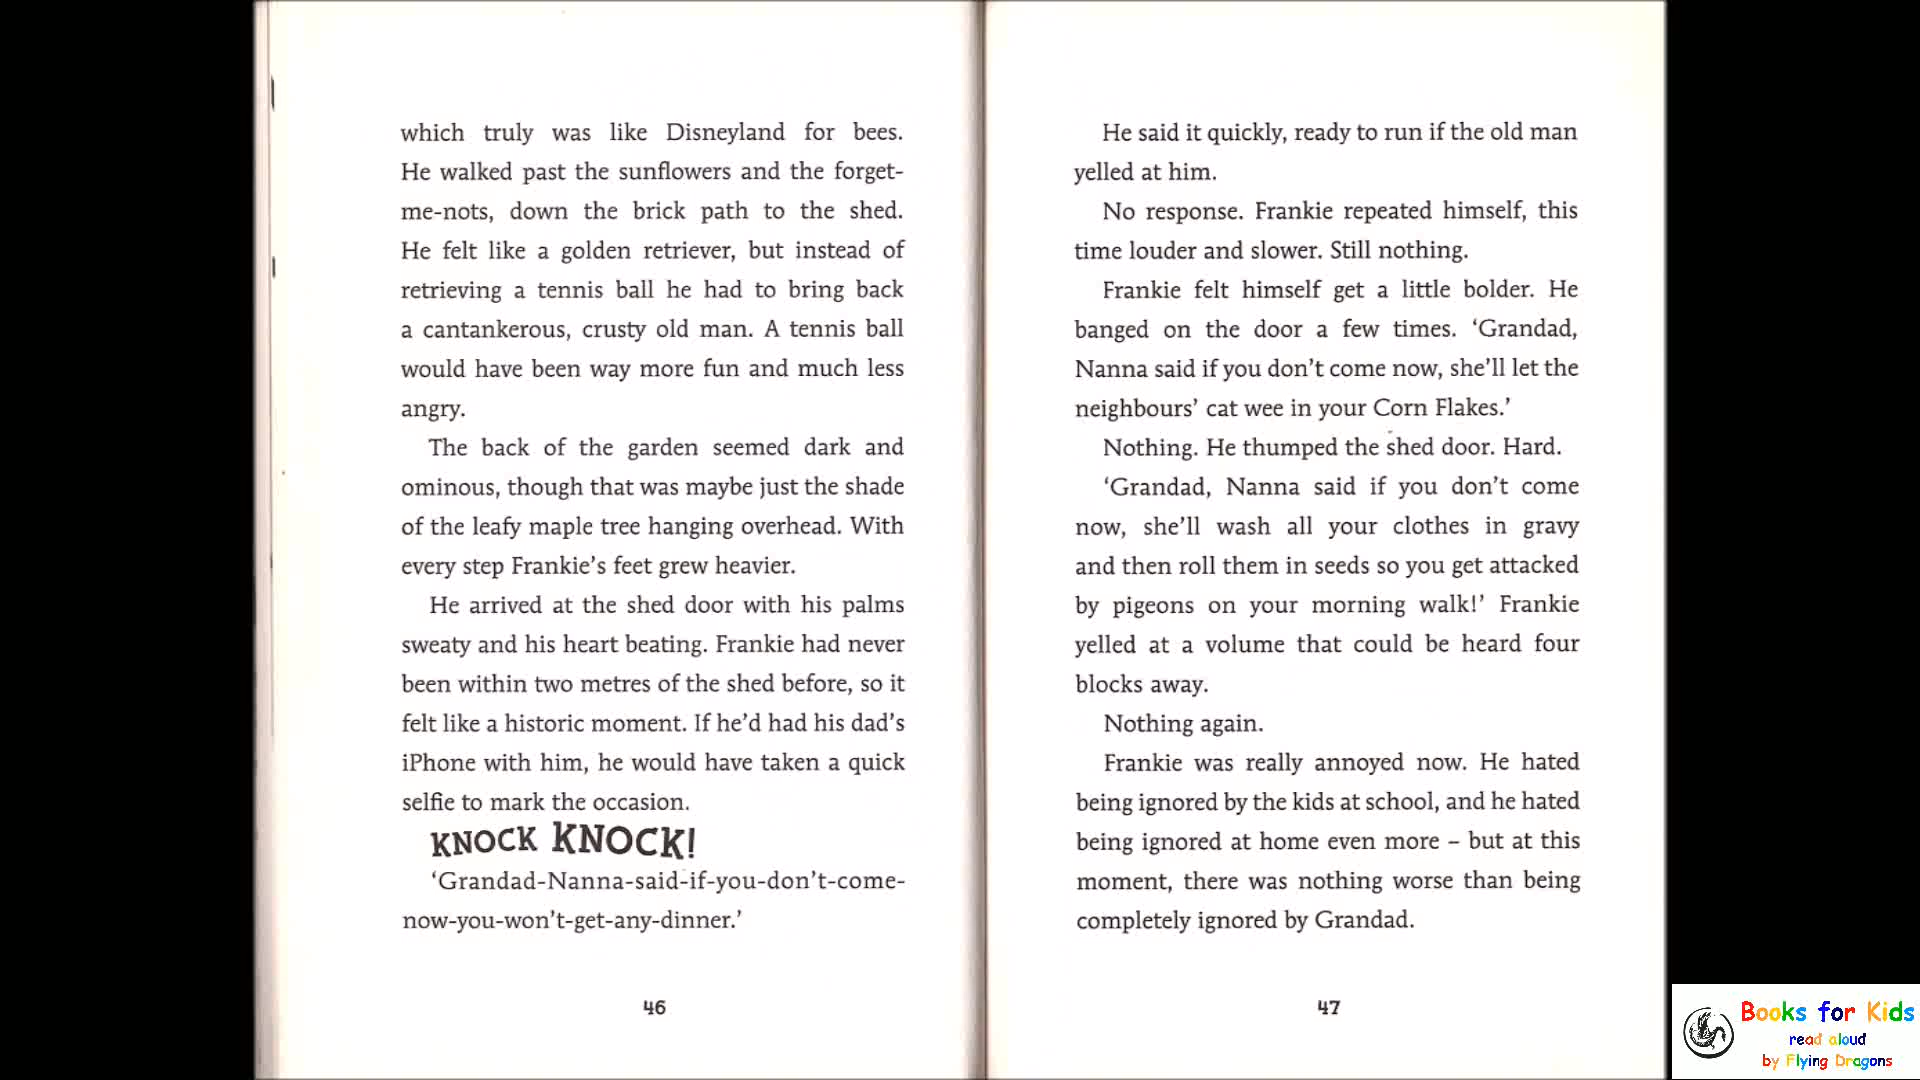 which truly was like Disneyland for bees.
He walked past the sunflowers and the forget-
me-nots, down the brick path to the shed.
He felt like a golden retriever, but instead of
retrieving a tennis ball he had to bring back
a cantankerous, crusty old man. A tennis ball
would have been way more fun and much less
angry.
The back of the garden seemed dark and
ominous, though that was maybe just the shade
of the leafy maple tree hanging overhead. With
every step Frankie’s feet grew heavier.
He arrived at the shed door with his palms
sweaty and his heart beating. Frankie had never
been within two metres of the shed before, so it
felt like a historic moment. If he’d had his dad’s
iPhone with him, he would have taken a quick
selfie to mark the occasion.
KNOCK KNOCK!
‘Grandad-Nanna-said-if-you-don’t-come-
now-you-won’t-get-any-dinner.’
46
He said it quickly, ready to run if the old man
yelled at him.
No response. Frankie repeated himself, this
time louder and slower. Still nothing.
Frankie felt himself get a little bolder. He
banged on the door a few times. ‘Grandad,
Nanna said if you don’t come now, she’ll let the
neighbours’ cat wee in your Corn Flakes.’
Nothing. He thumped the shed door. Hard.
‘Grandad, Nanna said if you don’t come
now, she’ll wash all your clothes in gravy
and then roll them in seeds so you get attacked
by pigeons on your morning walk!’ Frankie
yelled at a volume that could be heard four
blocks away.
Nothing again.
Frankie was really annoyed now. He hated
being ignored by the kids at school, and he hated
being ignored at home even more – but at this
moment, there was nothing worse than being
completely ignored by Grandad.
47
Books for Kids
read aloud
by Flying Dragons